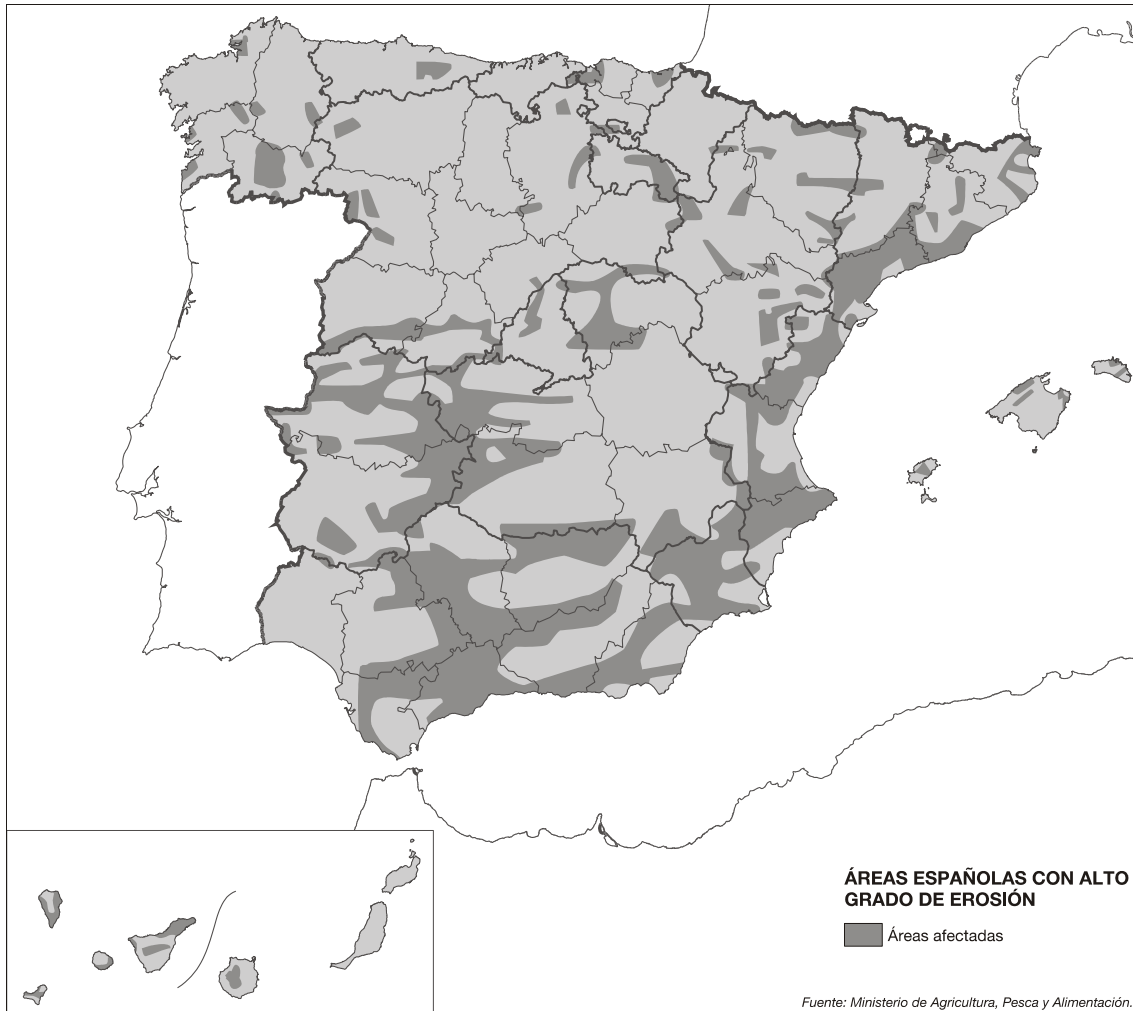 ÁREAS ESPAÑOLAS CON ALTO
GRADO DE EROSIÓN
Áreas afectadas
Fuente: Ministerio de Agricultura, Pesca y Alimentación.